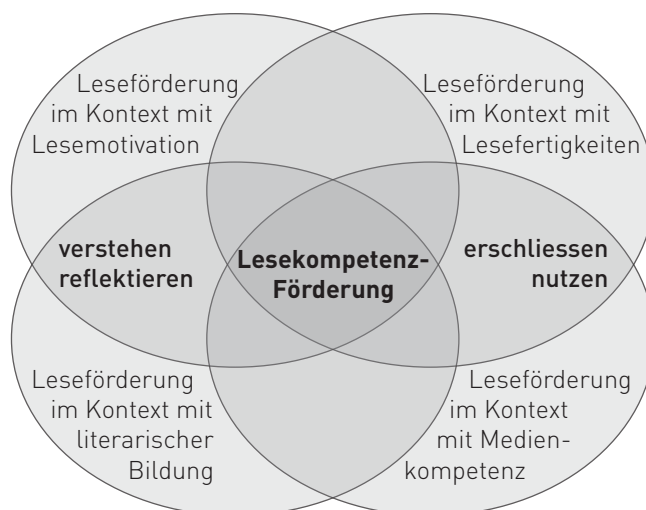 Leseförderung
im Kontext mit
Lesemotivation
Leseförderung
im Kontext mit
Lesefertigkeiten
verstehen
reflektieren
Lesekompetenz-
Förderung
erschliessen
nutzen
Leseförderung
im Kontext mit
literarischer
Bildung
Leseförderung
im Kontext
mit Medien-
kompetenz